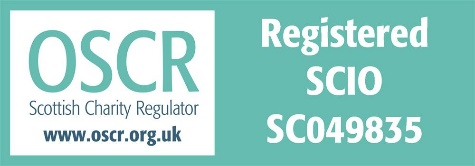 OSCR
Scottish Charity Regulator
www.oscr.org.uk
Registered
SCIO
SC049835